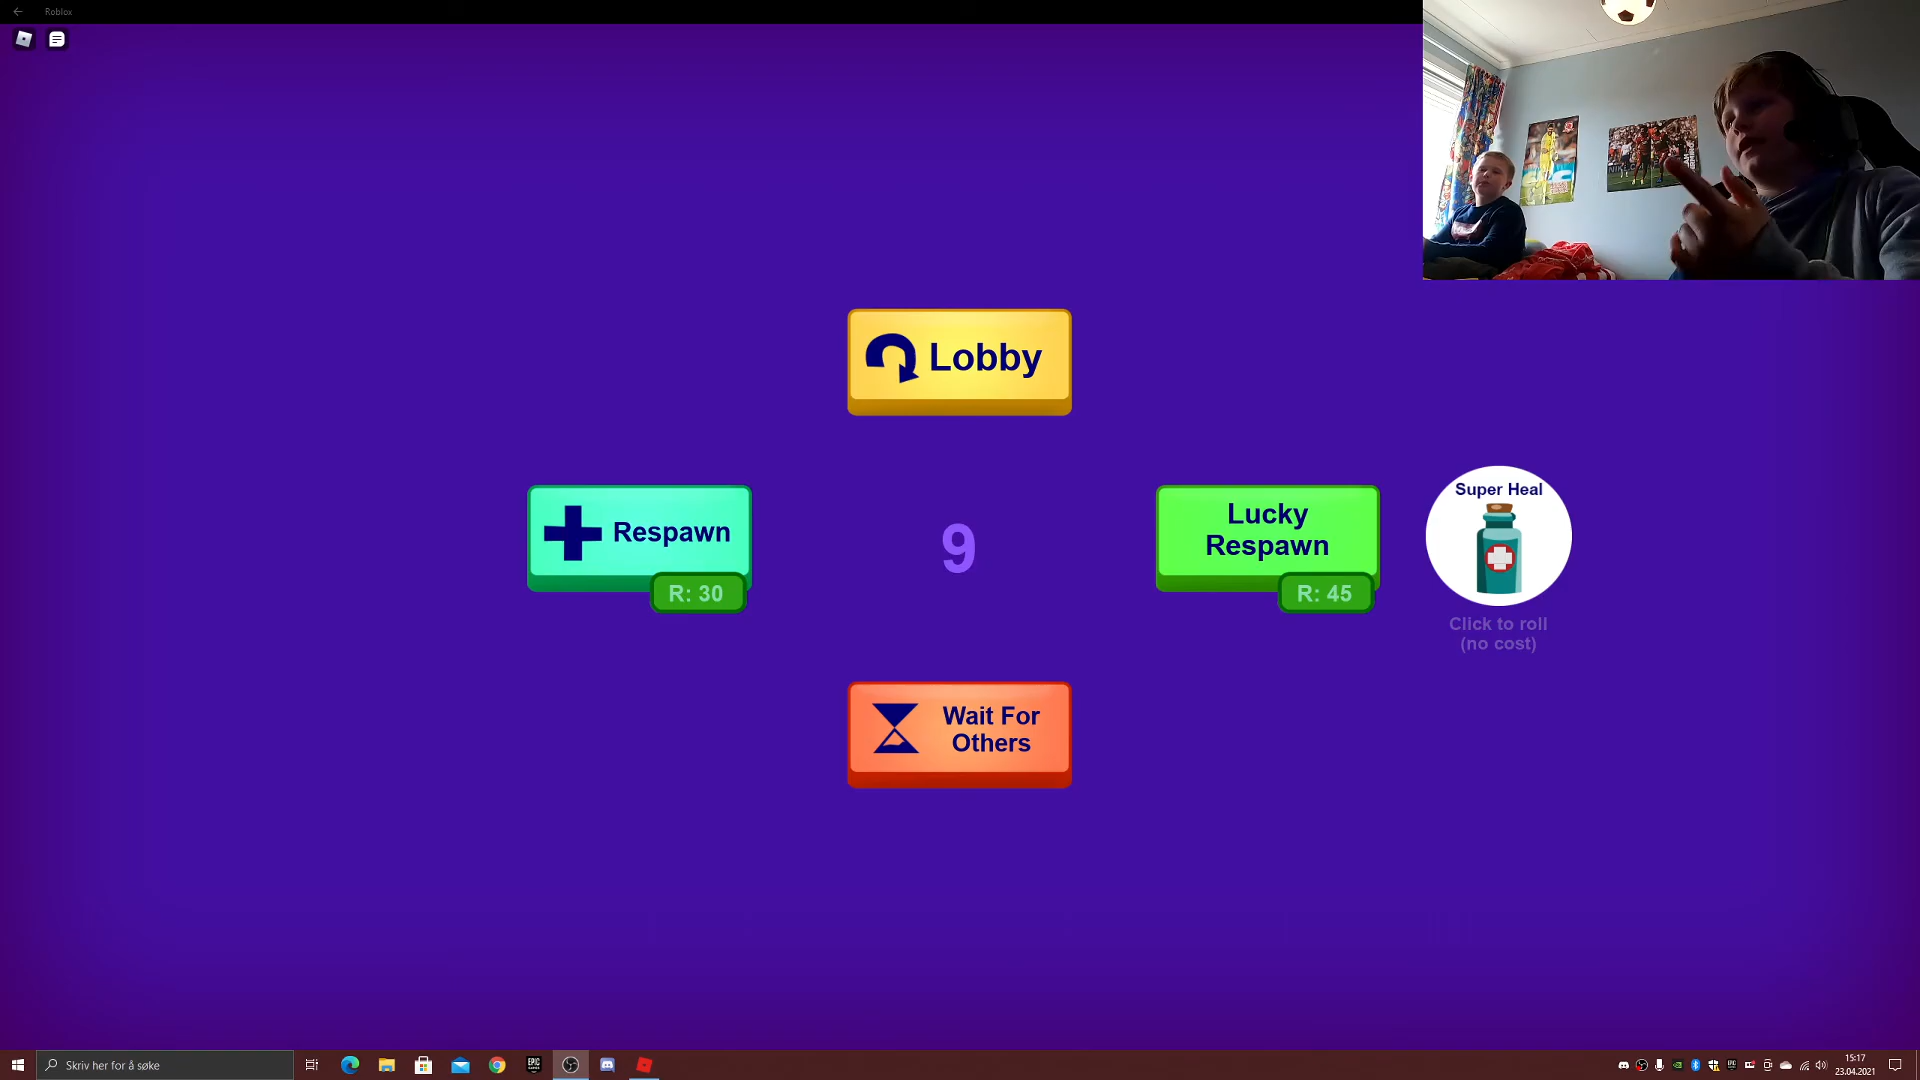 Roblox
Lobby
Respawn
R: 30
9
Lucky
Respawn
R: 45
Super Heal
Click to roll
(no cost)
Wait For
Others
Skriv her for å søke
EPIC
15:17
23.04.2021